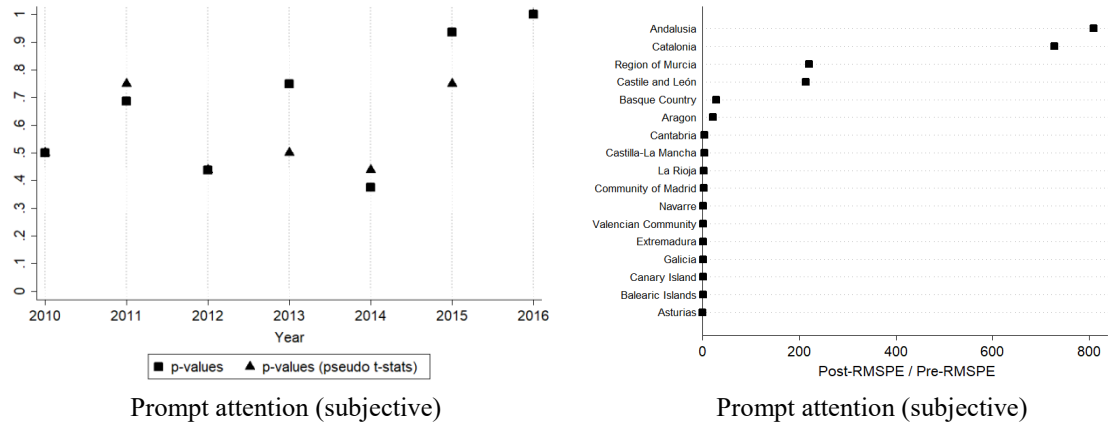 1
.9
.8
.7
.6
.5
.4
.3
.2
.1
0
2010 2011 2012 2013 2014 2015 2016
Year
p-values p-values (pseudo t-stats)
Prompt attention (subjective)
Andalusia
Catalonia
Region of Murcia
Castile and León
Basque Country
Aragon
Cantabria
Castilla-La Mancha
La Rioja
Community of Madrid
Navarre
Valencian Community
Extremadura
Galicia
Canary Island
Balearic Islands
Asturias
0 200 400 600 800
Post-RMSPE / Pre-RMSPE
Prompt attention (subjective)